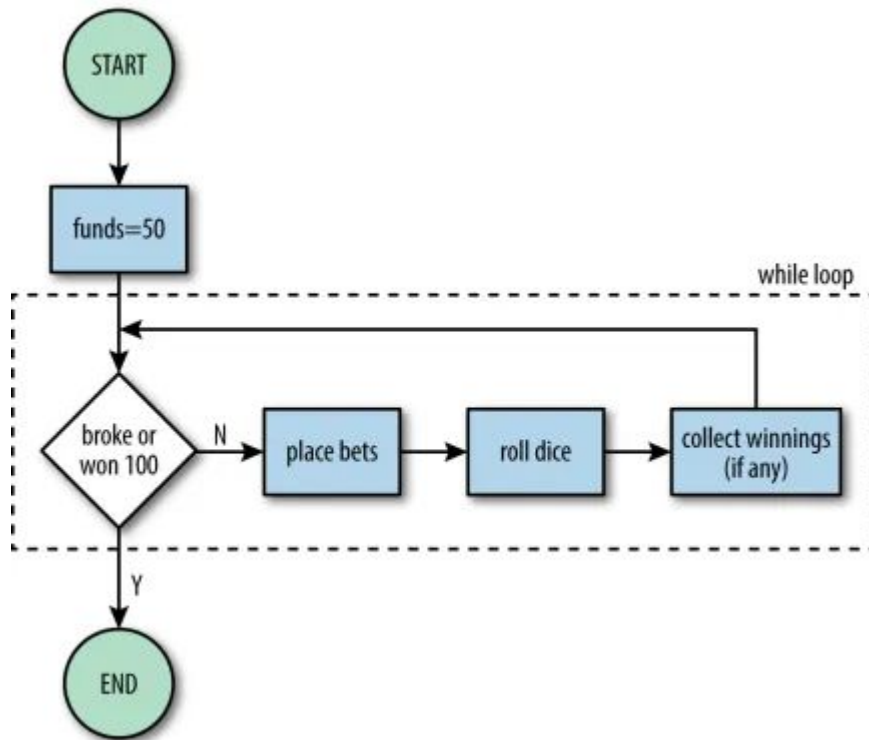 START
funds=50
while loop
broke or
won 100
N
place bets
roll dice
collect winnings
(if any)
Y
END